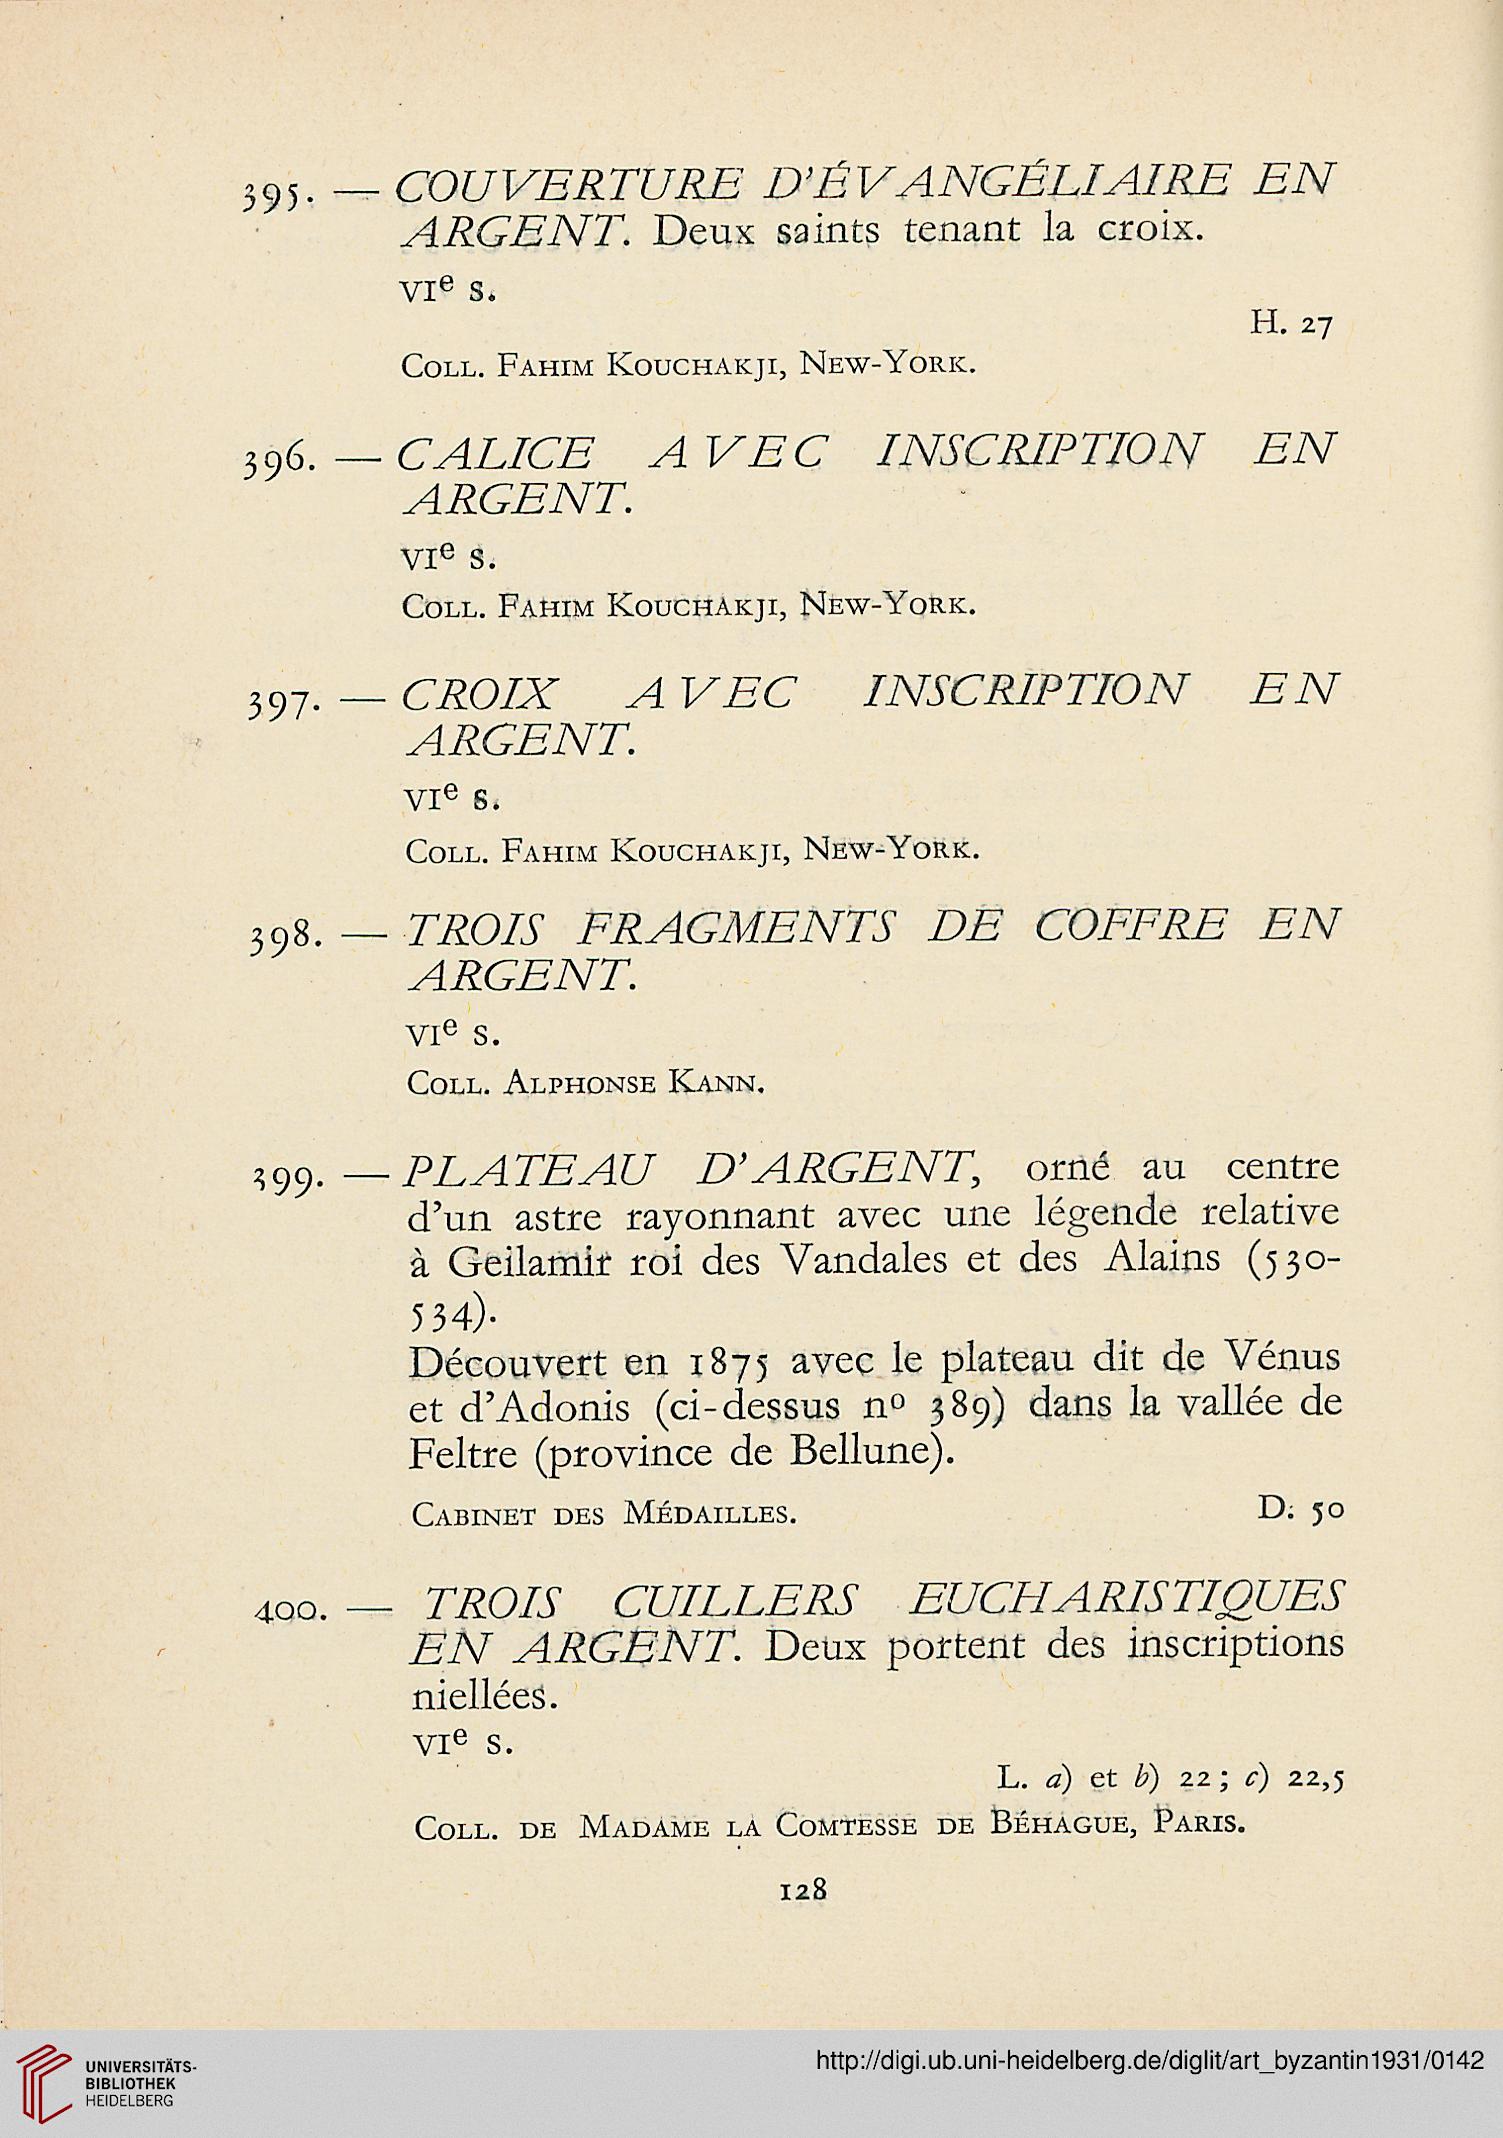 395. — COUVERTURE D'ÉVANGÉLIAIRE EN
ARGENT. Deux saints tenant la croix.
VIe s.
H. 27
COLL. FAHIM KOUCHAKJI, NEW-YORK.
396. — CALICE AVEC INSCRIPTION EN
ARGENT.
VIe s.
COLL. FAHIM KOUCHAKJI, NEW-YORK.
397. — CROIX AVEC INSCRIPTION EN
ARGENT.
VIe s.
COLL. FAHIM KOUCHAKJI, NEW-YORK.
398. — TROIS FRAGMENTS DE COFFRE EN
ARGENT.
VIe s.
COLL. ALPHONSE KANN.
399. — PLATEAU D'ARGENT, orné au centre
d'un astre rayonnant avec une légende relative
à Geilamir roi des Vandales et des Alains (530-
534).
Découvert en 1875 avec le plateau dit de Vénus
et d'Adonis (ci-dessus no 389) dans la vallée de
Feltre (province de Bellune).
CABINET DES MÉDAILLES. D. 50
400. — TROIS CUILLERS EUCHARISTIQUES
EN ARGENT. Deux portent des inscriptions
niellées.
VIe s.
L. a) et b) 22 ; c) 22,5
COLL. DE MADAME LA COMTESSE DE BÉHAGUE, PARIS.
128
UNIVERSITÄTS-
BIBLIOTHEK
HEIDELBERG
http://digi.ub.uni-heidelberg.de/diglit/art_byzantin1931/0142